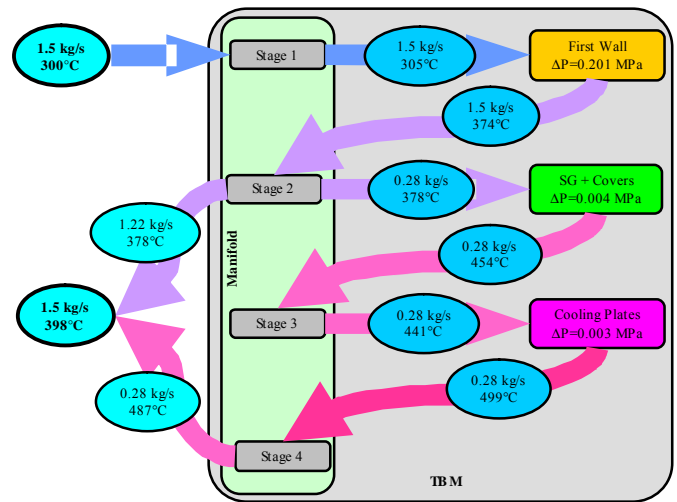 1.5 kg/s
300°C
Stage 1
1.5 kg/s
305°C
First Wall
ΔP=0.201 MPa
1.5 kg/s
374°C
Stage 2
0.28 kg/s
378°C
SG + Covers
ΔP=0.004 MPa
1.22 kg/s
378°C
Manifold
0.28 kg/s
454°C
1.5 kg/s
398°C
Stage 3
0.28 kg/s
441°C
Cooling Plates
ΔP=0.003 MPa
0.28 kg/s
487°C
0.28 kg/s
499°C
Stage 4
TBM